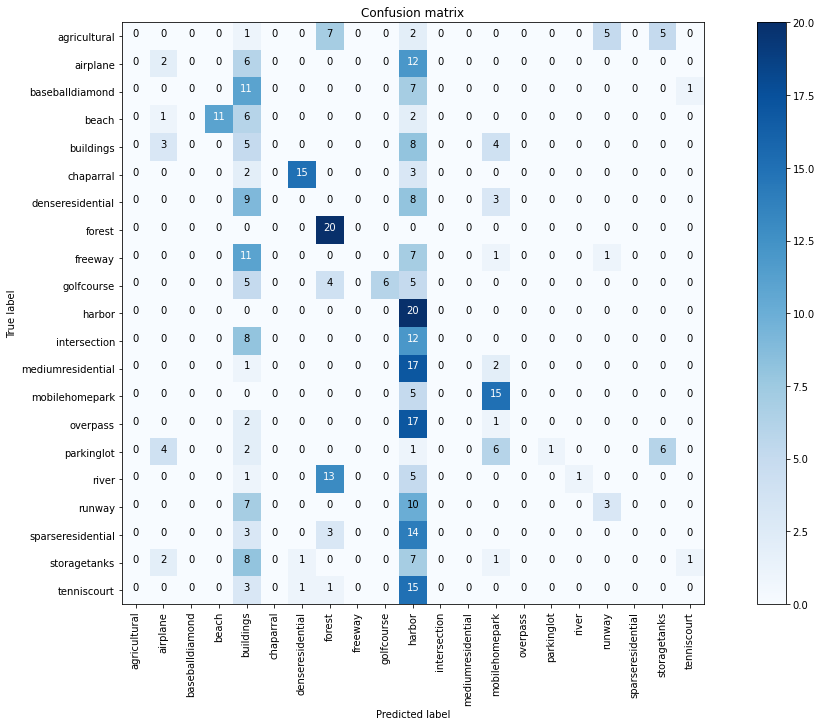 Confusion matrix
agricultural 0 0 0 0 1 0 0 7 0 0 2 0 0 0 0 0 0 5 0 5 0
airplane 0 2 0 0 6 0 0 0 0 0 12 0 0 0 0 0 0 0 0 0 0
baseballdiamond 0 0 0 0 11 0 0 0 0 0 7 0 0 0 0 0 0 0 0 0 1
beach 0 1 0 11 6 0 0 0 0 0 2 0 0 0 0 0 0 0 0 0 0
buildings 0 3 0 0 5 0 0 0 0 0 8 0 0 4 0 0 0 0 0 0 0
chaparral 0 0 0 0 2 0 15 0 0 0 3 0 0 0 0 0 0 0 0 0 0
denseresidential 0 0 0 0 9 0 0 0 0 0 8 0 0 3 0 0 0 0 0 0 0
forest 0 0 0 0 0 0 0 20 0 0 0 0 0 0 0 0 0 0 0 0 0
freeway 0 0 0 0 11 0 0 0 0 0 7 0 0 1 0 0 0 1 0 0 0
golfcourse 0 0 0 0 5 0 0 4 0 6 5 0 0 0 0 0 0 0 0 0 0
harbor 0 0 0 0 0 0 0 0 0 0 20 0 0 0 0 0 0 0 0 0 0
intersection 0 0 0 0 8 0 0 0 0 0 12 0 0 0 0 0 0 0 0 0 0
mediumresidential 0 0 0 0 1 0 0 0 0 0 17 0 0 2 0 0 0 0 0 0 0
mobilehomepark 0 0 0 0 0 0 0 0 0 0 5 0 0 15 0 0 0 0 0 0 0
overpass 0 0 0 0 2 0 0 0 0 0 17 0 0 1 0 0 0 0 0 0 0
parkinglot 0 4 0 0 2 0 0 0 0 0 1 0 0 6 0 1 0 0 0 6 0
river 0 0 0 0 1 0 0 13 0 0 5 0 0 0 0 0 1 0 0 0 0
runway 0 0 0 0 7 0 0 0 0 0 10 0 0 0 0 0 0 3 0 0 0
sparseresidential 0 0 0 0 3 0 0 3 0 0 14 0 0 0 0 0 0 0 0 0 0
storagetanks 0 2 0 0 8 0 1 0 0 0 7 0 0 1 0 0 0 0 0 0 1
tenniscourt 0 0 0 0 3 0 1 1 0 0 15 0 0 0 0 0 0 0 0 0 0
True label
agricultural
airplane
baseballdiamond
beach
buildings
chaparral
denseresidential
forest
freeway
golfcourse
harbor
intersection
mediumresidential
mobilehomepark
overpass
parkinglot
river
runway
sparseresidential
storagetanks
tenniscourt
Predicted label
20.0
17.5
15.0
12.5
10.0
7.5
5.0
2.5
0.0